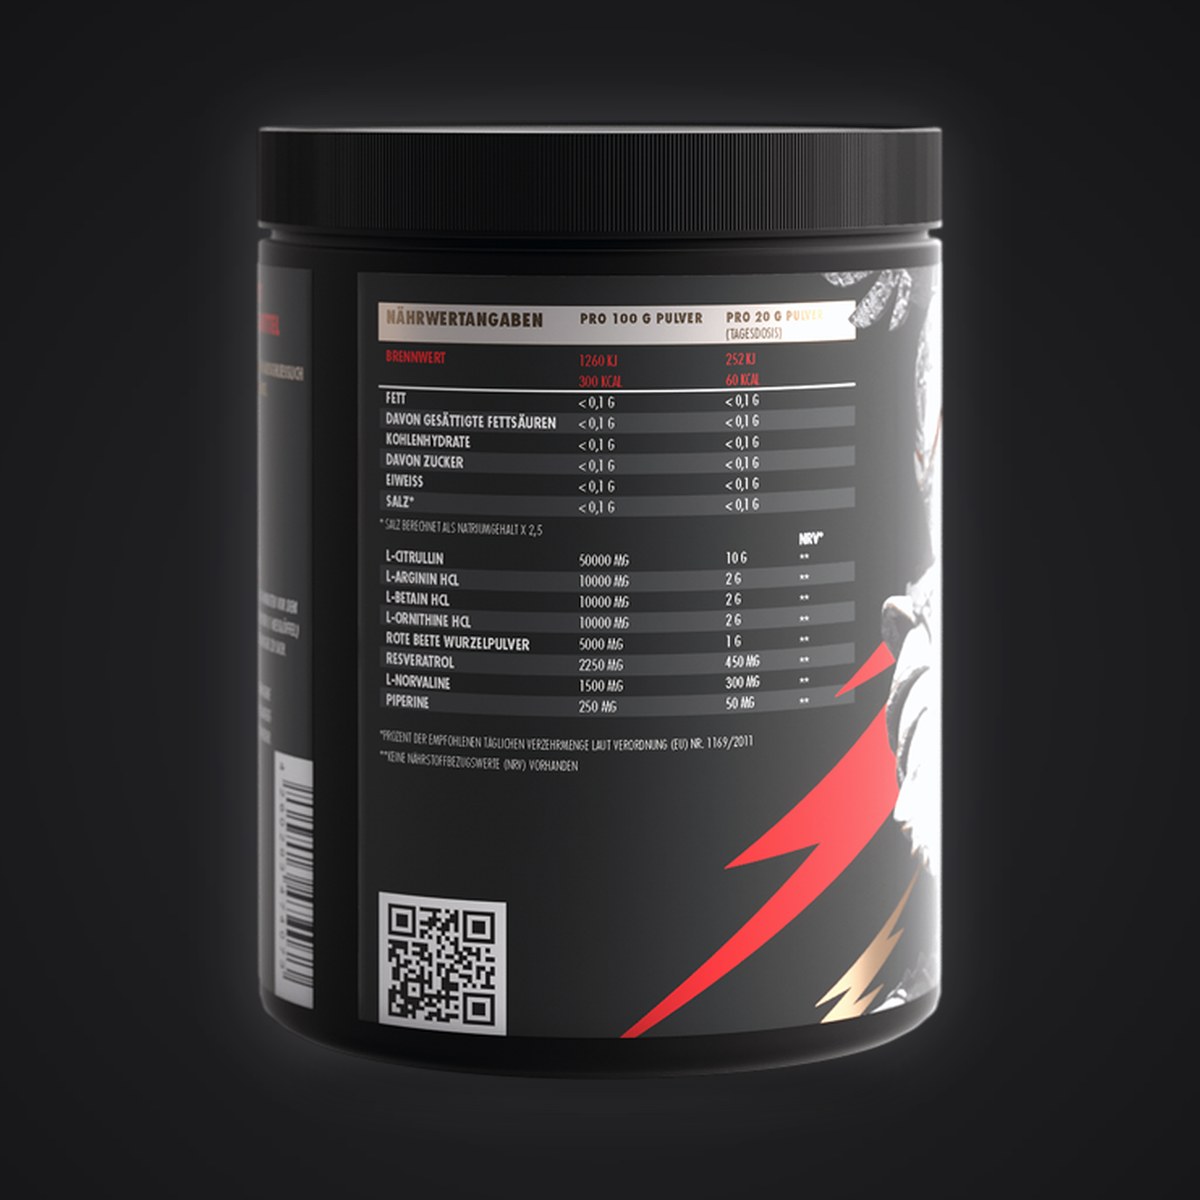 NÄHRWERTANGABEN PRO 100 G PULVER PRO 20 G PULVER
(TAGESDOSIS)
BRENNWERT 1260 KJ 252 KJ
300 KCAL 60 KCAL
FETT <0,1 G <0,1 G
DAVON GESÄTTIGTE FETTSÄUREN <0,1 G <0,1 G
KOHLENHYDRATE <0,1 G <0,1 G
DAVON ZUCKER <0,1 G <0,1 G
EIWEISS <0,1 G <0,1 G
SALZ* <0,1 G <0,1 G
* SALZ BERECHNET ALS NATRIUMGEHALT X 2,5
NRV*
L-CITRULLIN 50000 MG 10 G **
L-ARGININ HCL 10000 MG 2 G **
L-BETAIN HCL 10000 MG 2 G **
L-ORNITHINE HCL 10000 MG 2 G **
ROTE BEETE WURZELPULVER 5000 MG 1 G **
RESVERATROL 2250 MG 450 MG **
L-NORVALINE 1500 MG 300 MG **
PIPERINE 250 MG 50 MG **
*PROZENT DER EMPFOHLENEN TÄGLICHEN VERZEHRMENGE LAUT VERORDNUNG (EU) NR. 1169/2011
**KEINE NÄHRSTOFFBEZUGSWERTE (NRV) VORHANDEN